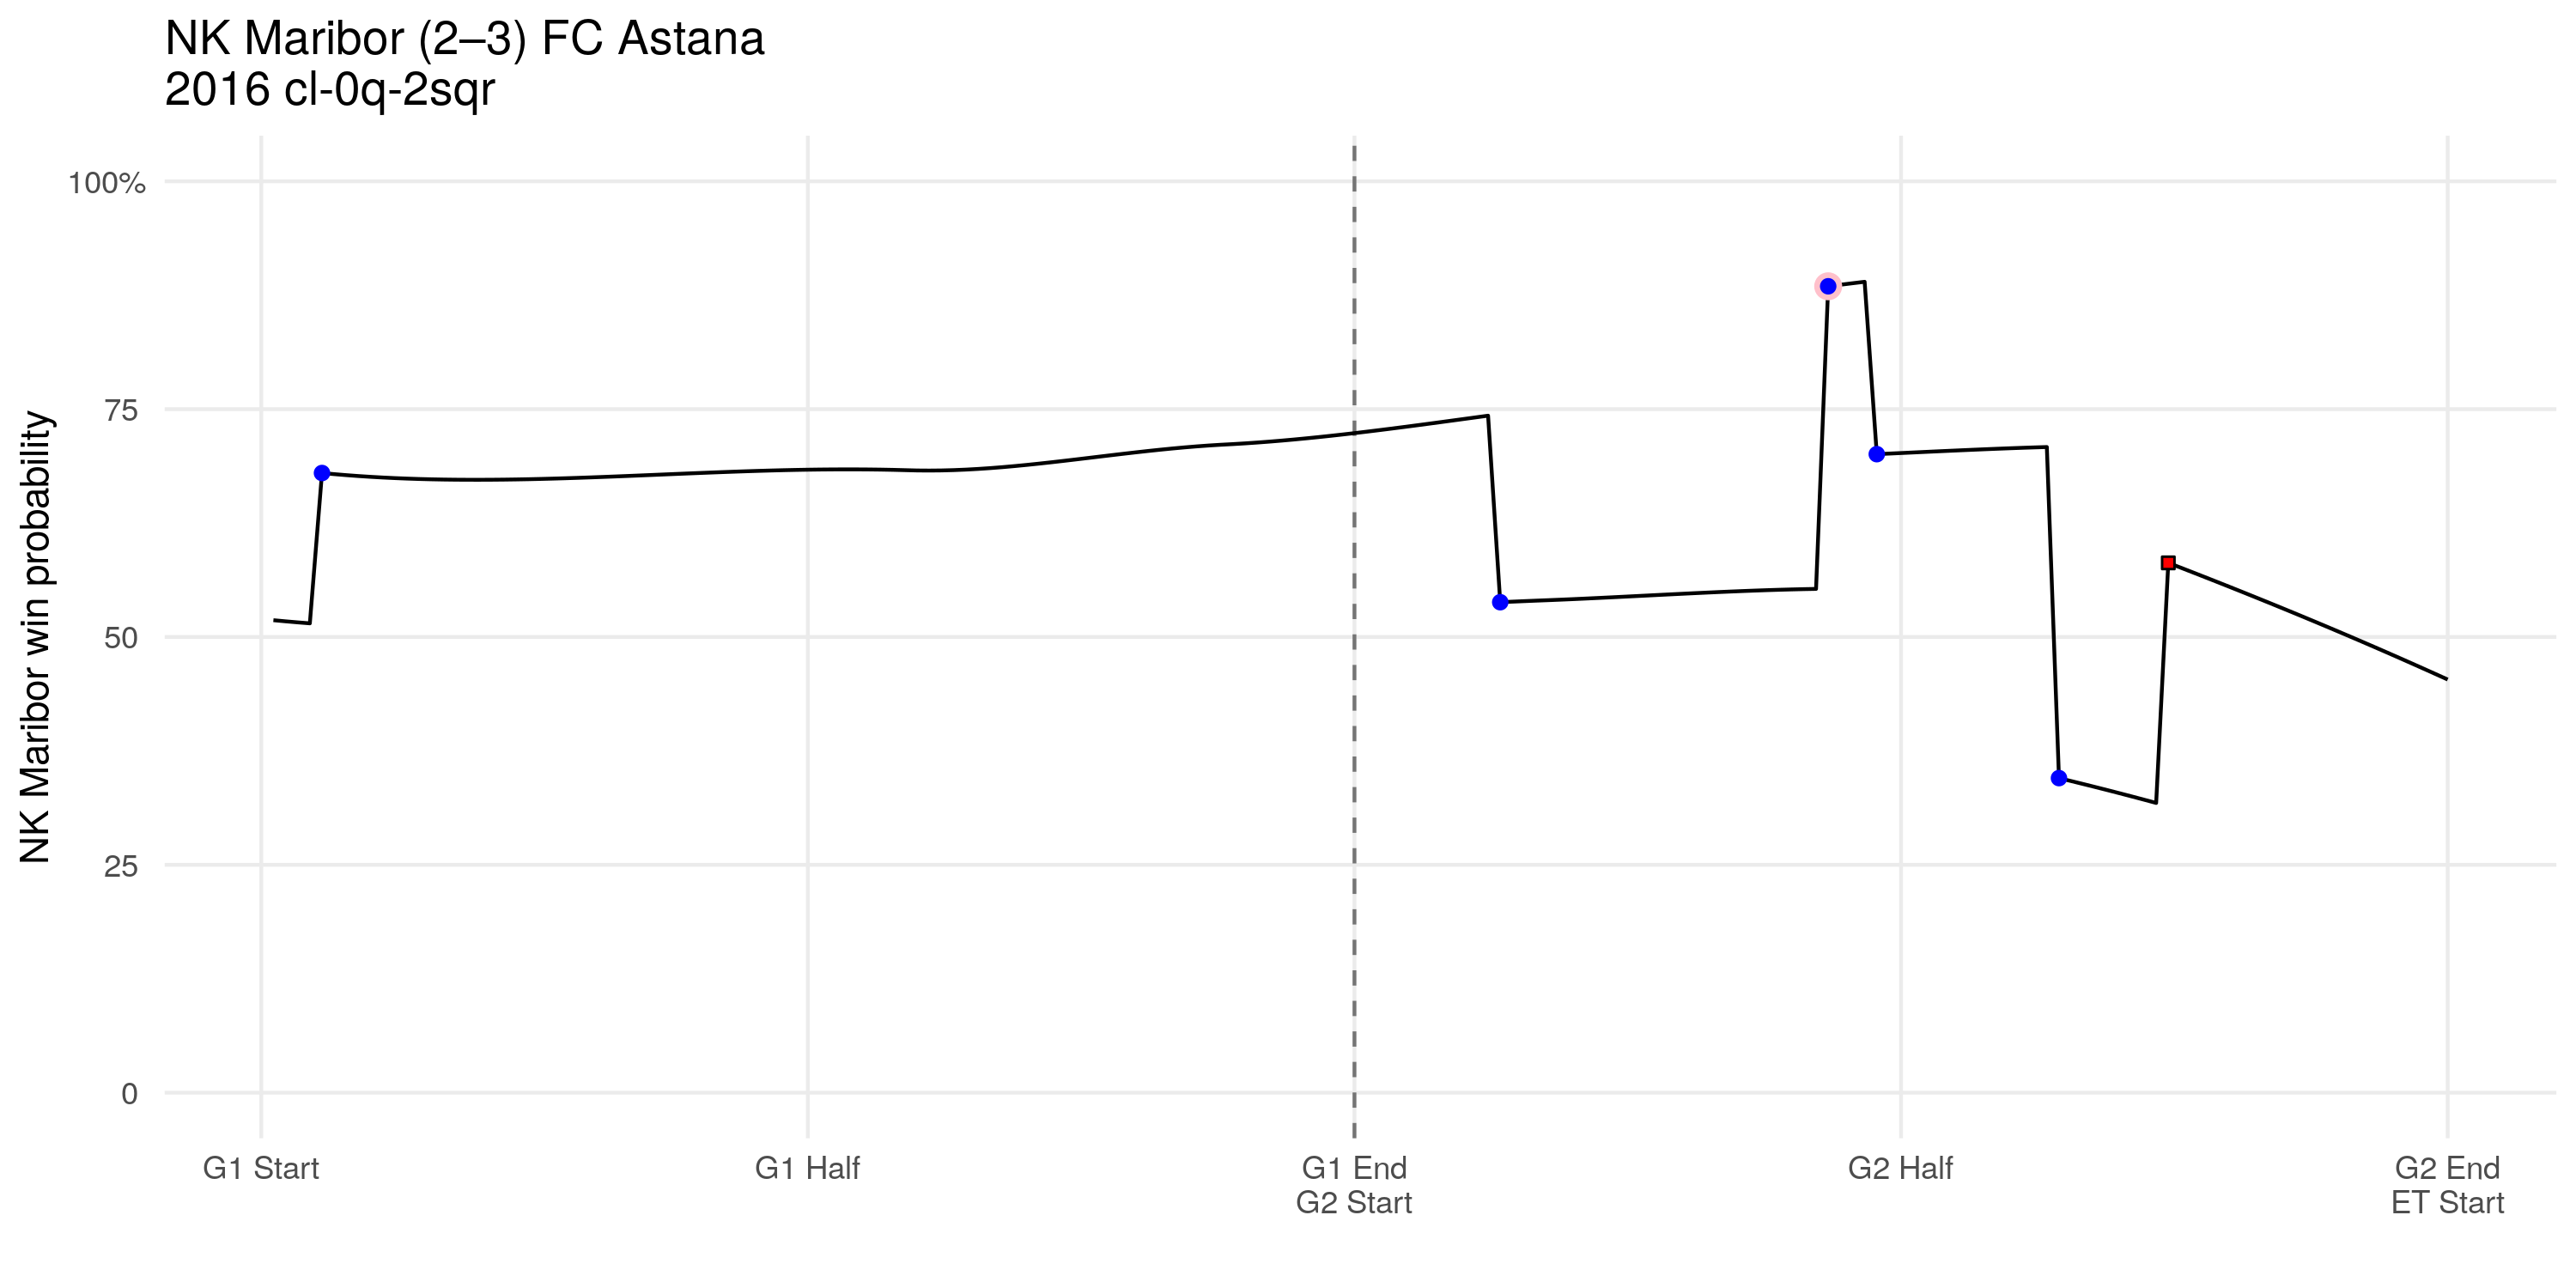 NK Maribor (2–3) FC Astana
2016 cl-0q-2sqr
NK Maribor win probability
100%
75
50
25
0
G1 Start
G1 Half
G1 End
G2 Start
G2 Half
G2 End
ET Start